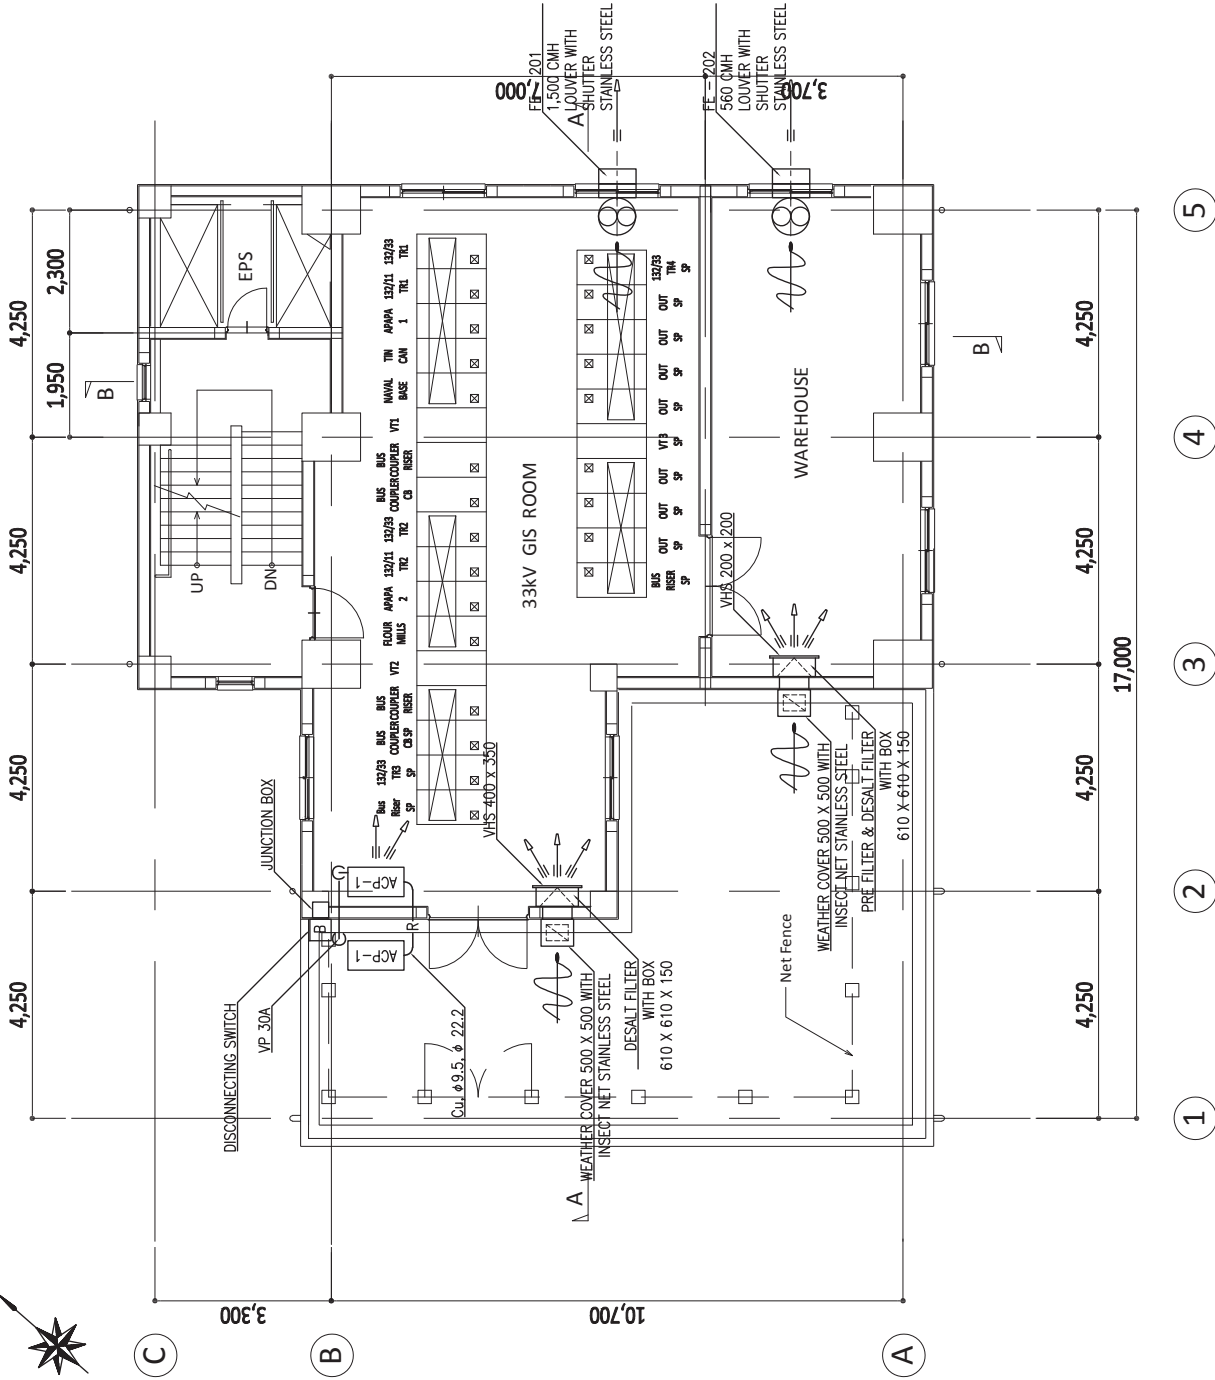 FE - 201
1,500 CMH
LOUVER WITH
SHUTTER
STAINLESS STEEL
FE - 202
560 CMH
LOUVER WITH
SHUTTER
STAINLESS STEEL
7,000
3,700
A
4,250
4,250
4,250
4,250
2,300
1,950
B
B
EPS
UP
DN
5
4
3
2
1
4,250
4,250
4,250
4,250
17,000
132/33
TR1
132/11
TR1
APAPA
1
TIN
CAN
NAVAL
BASE
VT1
BUS
COUPLER
RISER
BUS
COUPLER
CB
132/33
TR2
132/11
TR2
APAPA
2
FLOUR
MILLS
VT2
BUS
COUPLER
RISER
BUS
COUPLER
CB SP
132/33
TR3
SP
Bus
Riser
SP
132/33
TR4
SP
OUT
SP
OUT
SP
OUT
SP
OUT
SP
VT3
SP
OUT
SP
OUT
SP
OUT
SP
BUS
RISER
SP
33kV GIS ROOM
WAREHOUSE
VHS 200 x 200
VHS 400 x 350
JUNCTION BOX
ACP-1
ACP-1
B
R
DISCONNECTING SWITCH
VP 30A
Cu, φ9.5, φ 22.2
WEATHER COVER 500 X 500 WITH
INSECT NET STAINLESS STEEL
DESALT FILTER
WITH BOX
610 X 610 X 150
WEATHER COVER 500 X 500 WITH
INSECT NET STAINLESS STEEL
PRE FILTER & DESALT FILTER
WITH BOX
610 X 610 X 150
Net Fence
A
3,300
10,700
C
B
A